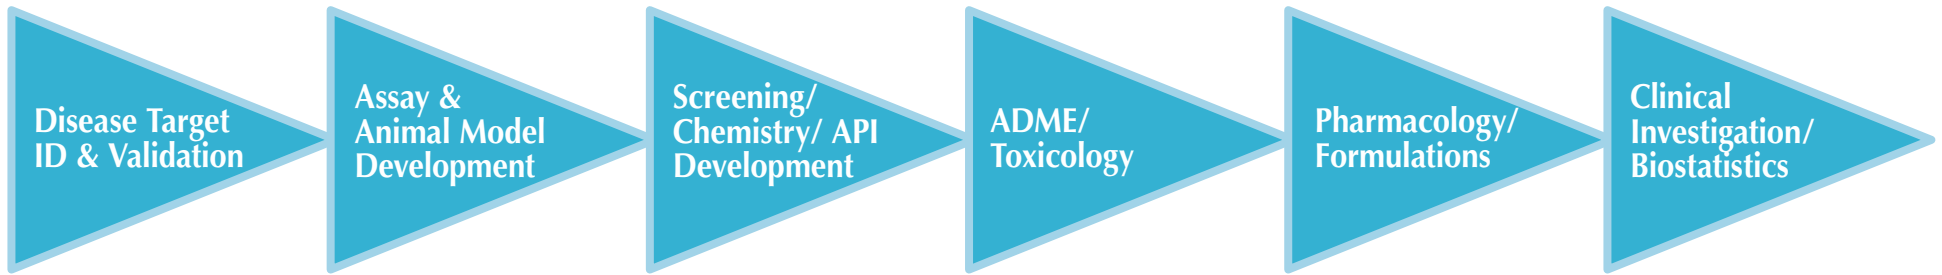 Disease Target
ID & Validation
Assay &
Animal Model
Development
Screening/
Chemistry/ API
Development
ADME/
Toxicology
Pharmacology/
Formulations
Clinical
Investigation/
Biostatistics